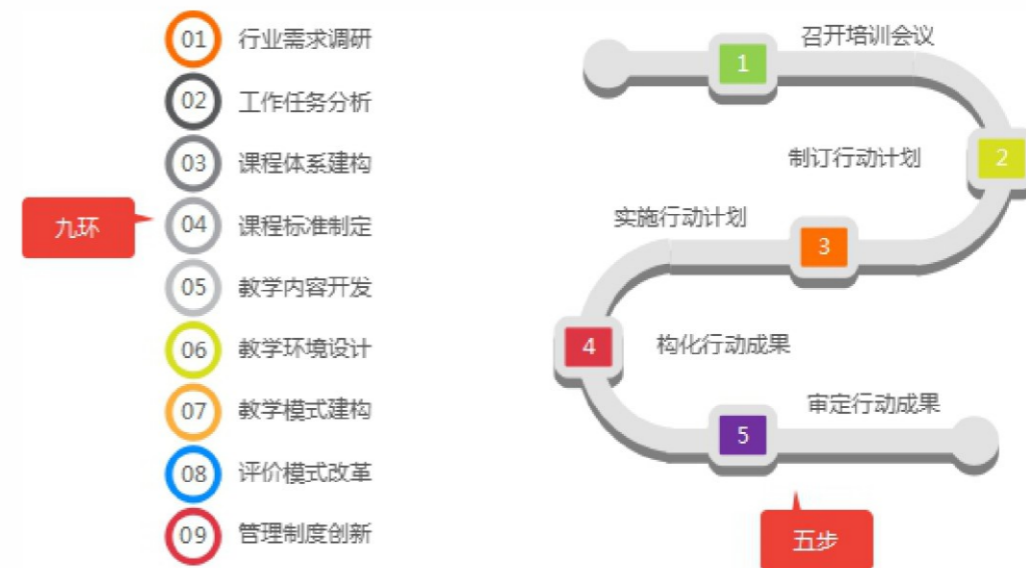 九环
01 行业需求调研
02 工作任务分析
03 课程体系建构
04 课程标准制定
05 教学内容开发
06 教学环境设计
07 教学模式建构
08 评价模式改革
09 管理制度创新
1 召开培训会议
2 制订行动计划
3 实施行动计划
4 构化行动成果
5 审定行动成果
五步